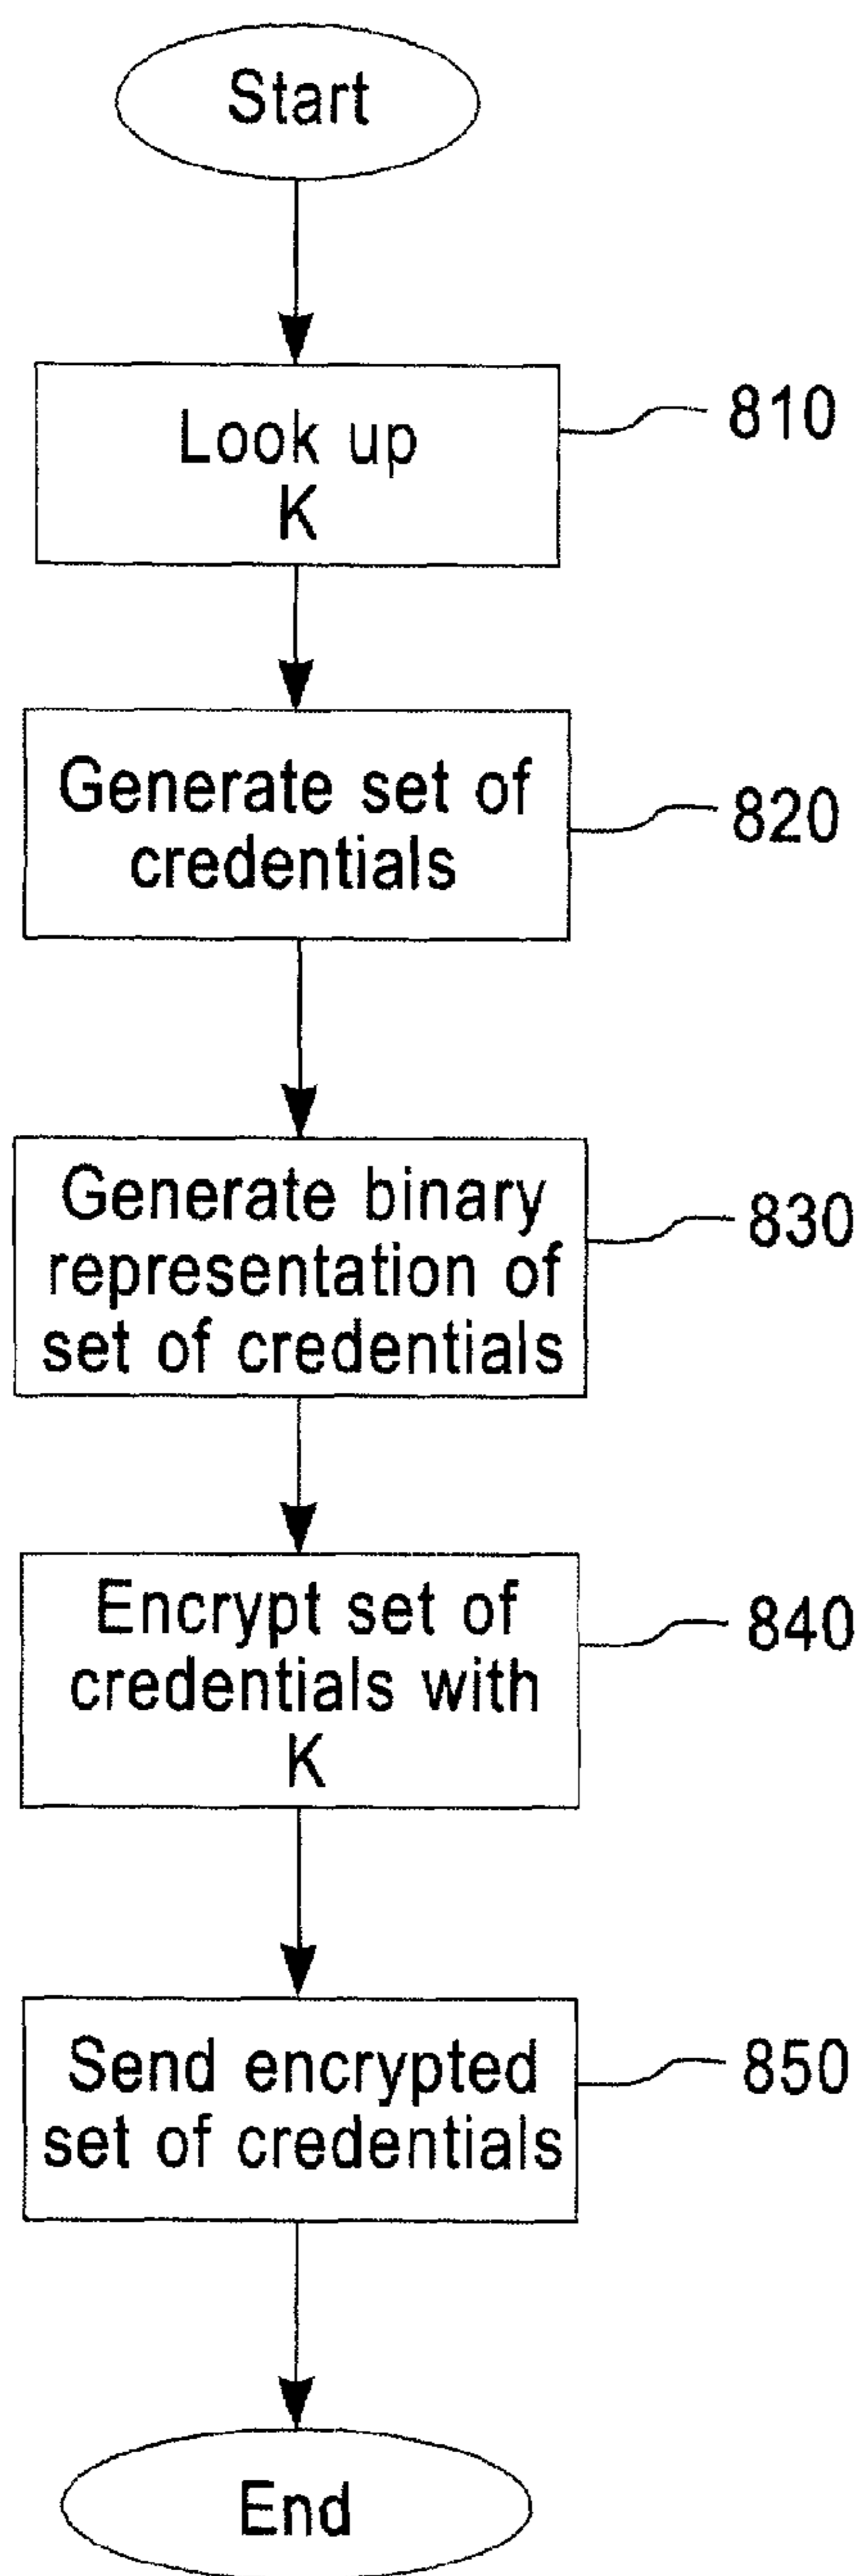 Start
Look up
K
810
Generate set of
credentials
820
Generate binary
representation of
set of credentials
830
Encrypt set of
credentials with
K
840
Send encrypted
set of credentials
850
End